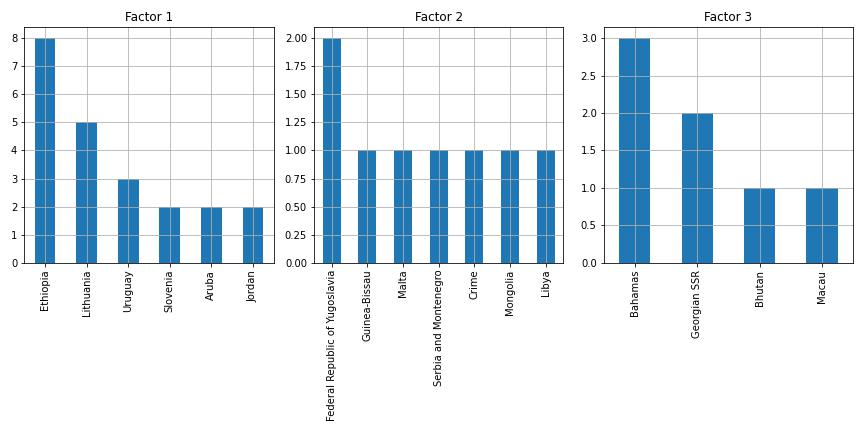 Factor 1
8
7
6
5
4
3
2
1
0
Ethiopia
Lithuania
Uruguay
Slovenia
Aruba
Jordan
Factor 2
2.00
1.75
1.50
1.25
1.00
0.75
0.50
0.25
0.00
Federal Republic of Yugoslavia
Guinea-Bissau
Malta
Serbia and Montenegro
Crime
Mongolia
Libya
Factor 3
3.0
2.5
2.0
1.5
1.0
0.5
0.0
Bahamas
Georgian SSR
Bhutan
Macau